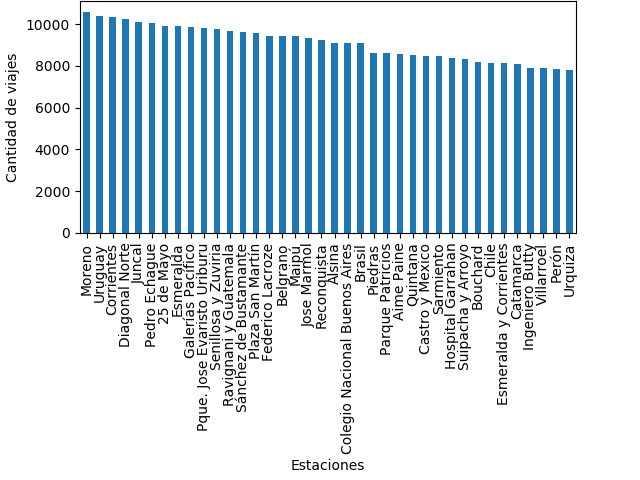 10000
8000
6000
4000
2000
0
Cantidad de viajes
Moreno
Uruguay
Corrientes
Diagonal Norte
Juncal
Pedro Echague
25 de Mayo
Esmeralda
Galerías Pacífico
Pque. Jose Evaristo Uriburu
Senillosa y Zuviria
Ravignani y Guatemala
Sánchez de Bustamante
Plaza San Martin
Federico Lacroze
Belgrano
Maipú
Jose Marmol
Reconquista
Alsina
Colegio Nacional Buenos Aires
Brasil
Piedras
Parque Patricios
Aime Paine
Quintana
Castro y Mexico
Sarmiento
Hospital Garrahan
Suipacha y Arroyo
Bouchard
Chile
Esmeralda y Corrientes
Catamarca
Ingeniero Butty
Villarroel
Perón
Urquiza
Estaciones